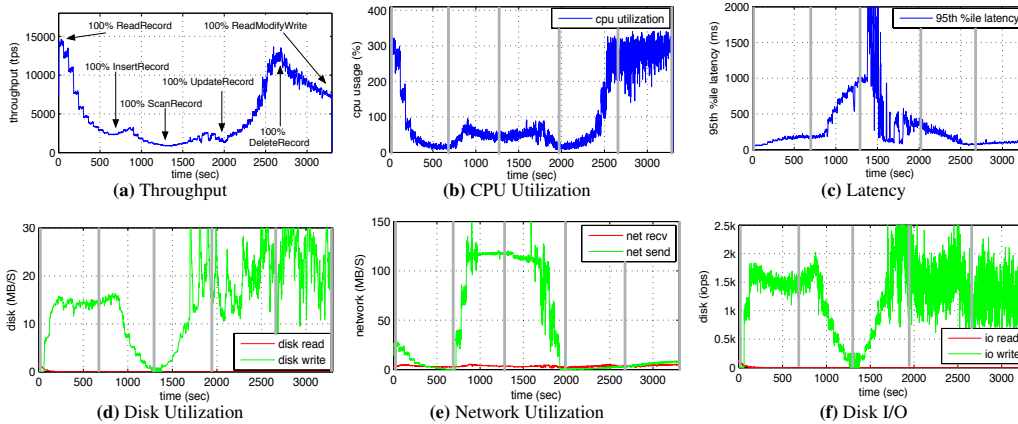 throughput (tps)
15000
10000
5000
0
100% ReadRecord
100% ReadModifyWrite
100% InsertRecord
100% UpdateRecord
100% ScanRecord
100%
DeleteRecord
0 500 1000 1500 2000 2500 3000
time (sec)
(a) Throughput
cpu usage (%)
400
300
200
100
0
cpu utilization
0 1000 2000 3000
time (sec)
(b) CPU Utilization
95th %ile latency (ms)
2000
1500
1000
500
0
95th %ile latency
0 500 1000 1500 2000 2500 3000
time (sec)
(c) Latency
disk (MB/S)
30
20
10
0
disk read
disk write
0 500 1000 1500 2000 2500 3000
time (sec)
(d) Disk Utilization
network (MB/S)
150
100
50
0
net recv
net send
0 500 1000 1500 2000 2500 3000
time (sec)
(e) Network Utilization
disk (iops)
2.5k
2k
1.5k
1k
0.5k
0
io read
io write
0 500 1000 1500 2000 2500 3000
time (sec)
(f) Disk I/O